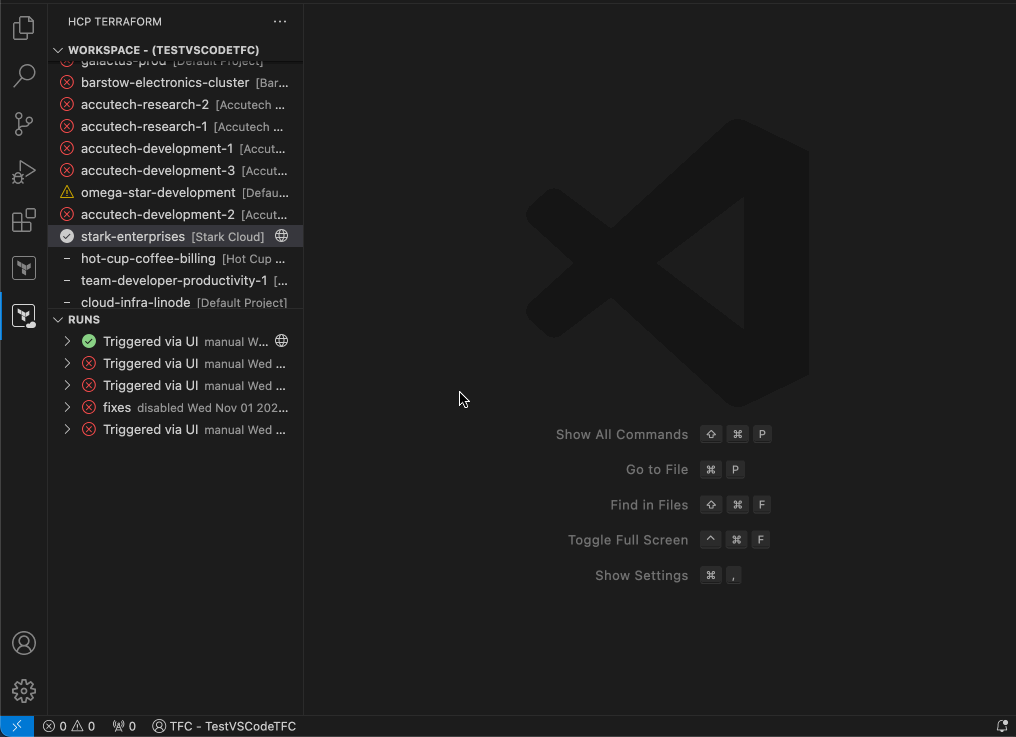 HCP TERRAFORM
WORKSPACE - (TESTVSCODETFC)
galactus-prod [Default Project]
barstow-electronics-cluster [Bar...
accutech-research-2 [Accutech ...
accutech-research-1 [Accutech ...
accutech-development-1 [Accut...
accutech-development-3 [Accut...
omega-star-development [Defau...
accutech-development-2 [Accut...
stark-enterprises [Stark Cloud]
hot-cup-coffee-billing [Hot Cup ...
team-developer-productivity-1 [...
cloud-infra-linode [Default Project]
RUNS
Triggered via UI manual W...
Triggered via UI manual Wed ...
Triggered via UI manual Wed ...
fixes disabled Wed Nov 01 202...
Triggered via UI manual Wed ...
Show All Commands ⇧ ⌘ P
Go to File ⌘ P
Find in Files ⇧ ⌘ F
Toggle Full Screen ^ ⌘ F
Show Settings ⌘ ,
0 0 0 TFC - TestVSCodeTFC